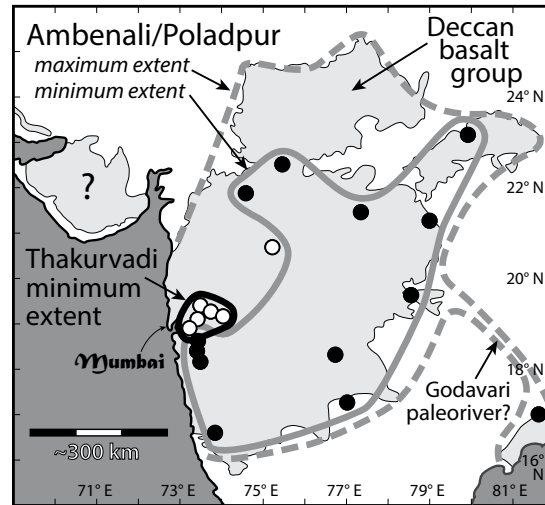 Ambenali/Poladpur
maximum extent
minimum extent
Deccan
basalt
group
24° N
22° N
?
Thakurvadi
minimum
extent
20° N
Mumbai
18° N
Godavari
paleoriver?
~300 km
16°
N
71° E
73° E
75° E
77° E
79° E
81° E